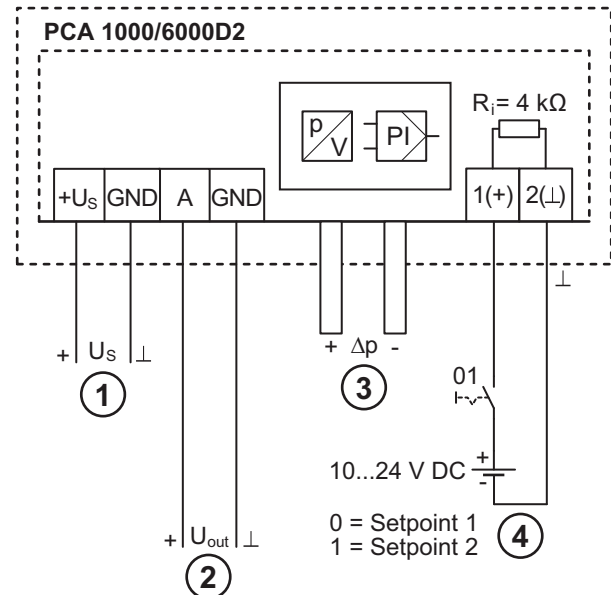 PCA 1000/6000D2
Ri= 4 kΩ
p
V
PI
+US GND A GND
1(+) 2(⊥)
⊥
+ US ⊥
1
+ Δp -
3
01
+
10...24 V DC
-
0 = Setpoint 1
1 = Setpoint 2
4
+ Uout ⊥
2